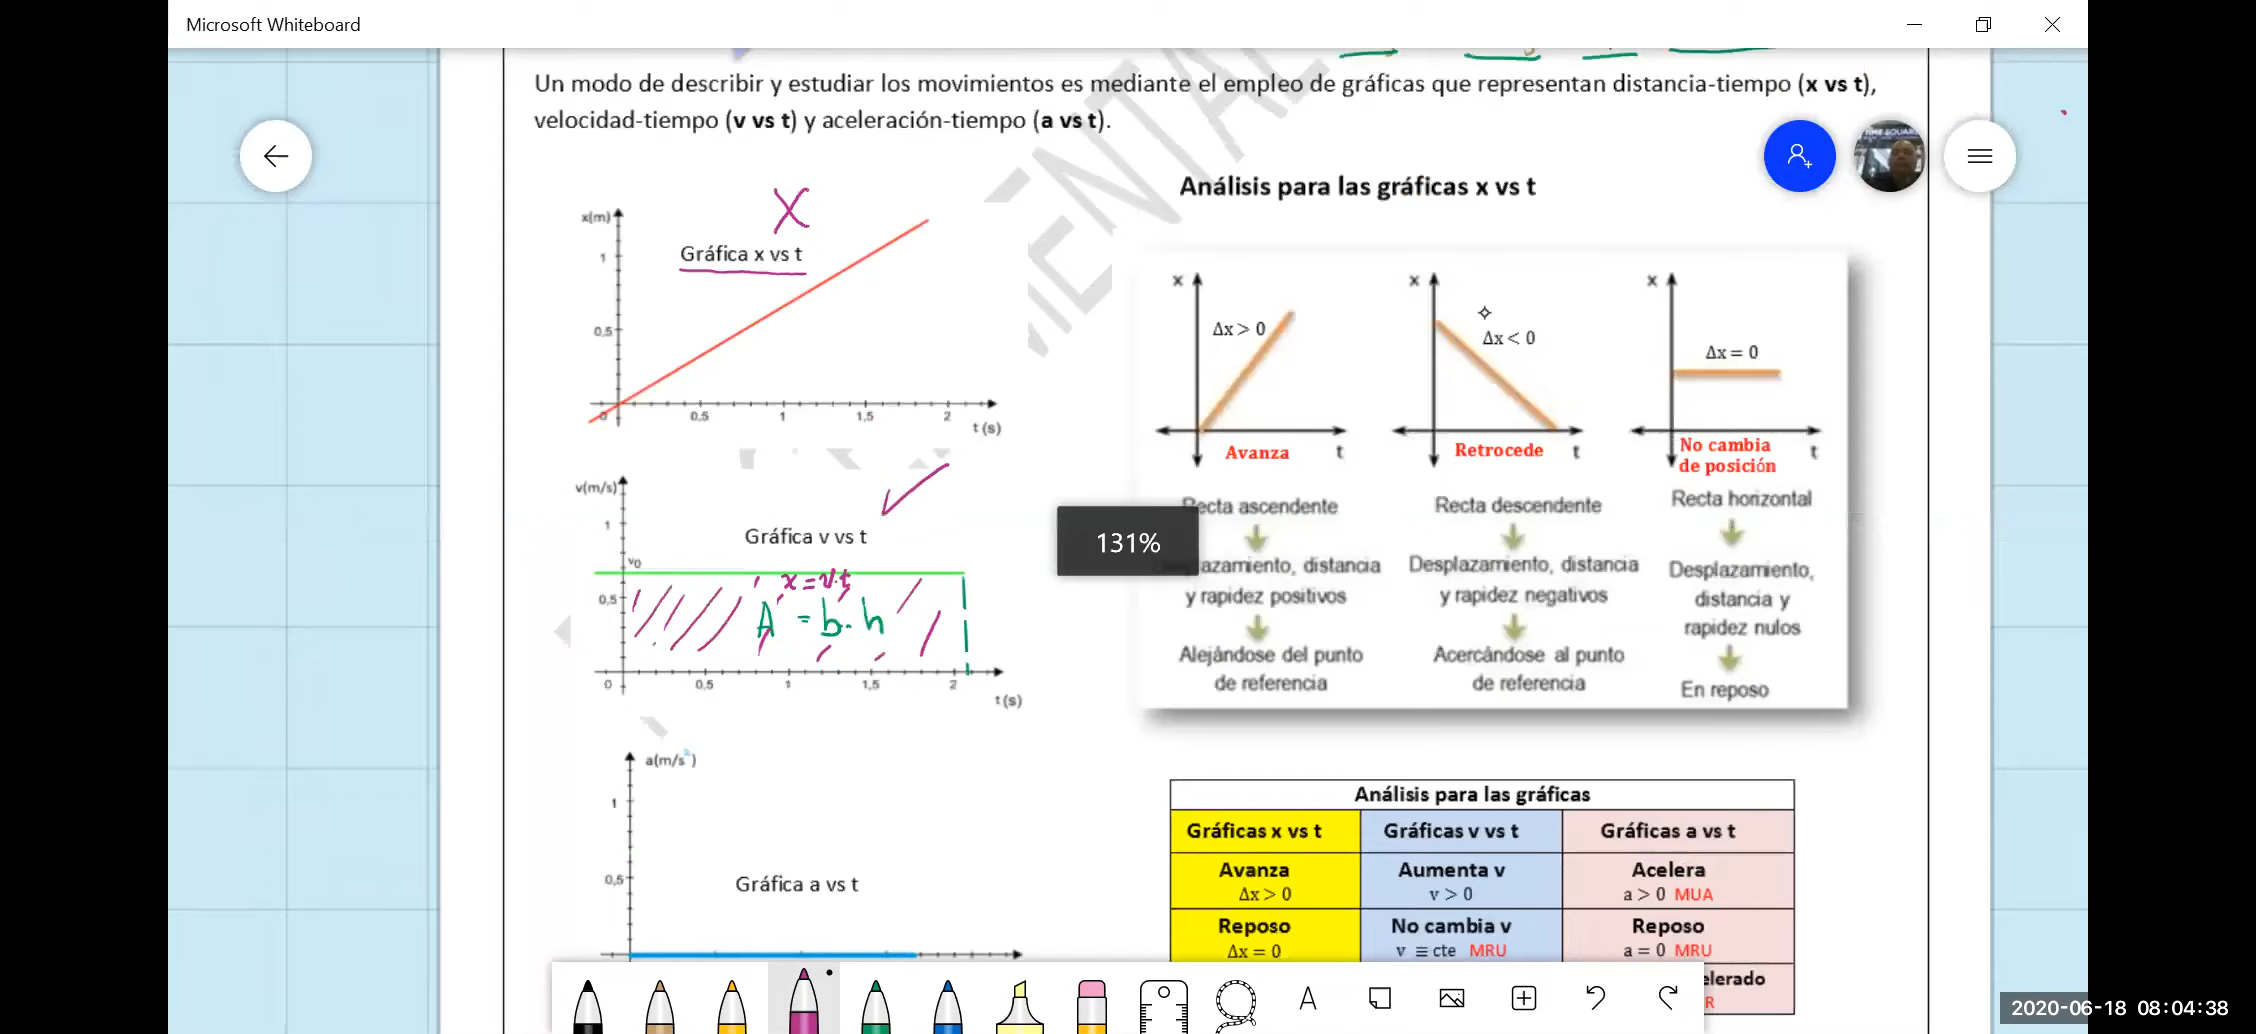 Microsoft Whiteboard
Un modo de describir y estudiar los movimientos es mediante el empleo de gráficas que representan distancia-tiempo (x vs t),
velocidad-tiempo (v vs t) y aceleración-tiempo (a vs t).
X
x(m)
Gráfica x vs t
1
0,5
0 0,5 1 1,5 2
t (s)
v(m/s)
1
Gráfica v vs t
v0
x = v.t
0,5
A = b. h
0 0,5 1 1,5 2
t (s)
a(m/s²)
1
0,5
Gráfica a vs t
Análisis para las gráficas x vs t
x
Δx > 0
Avanza t
x
Δx < 0
Retrocede t
x
Δx = 0
No cambia
de posición
t
Recta ascendente
azamiento, distancia
y rapidez positivos
Alejándose del punto
de referencia
Recta descendente
Desplazamiento, distancia
y rapidez negativos
Acercándose al punto
de referencia
Recta horizontal
Desplazamiento,
distancia y
rapidez nulos
En reposo
131%
Análisis para las gráficas
Gráficas x vs t Gráficas v vs t Gráficas a vs t
Avanza Aumenta v Acelera
Δx > 0 v > 0 a > 0 MUA
Reposo No cambia v Reposo
Δx = 0 v ≡ cte MRU a = 0 MRU
elerado
R
A
2020-06-18 08:04:38